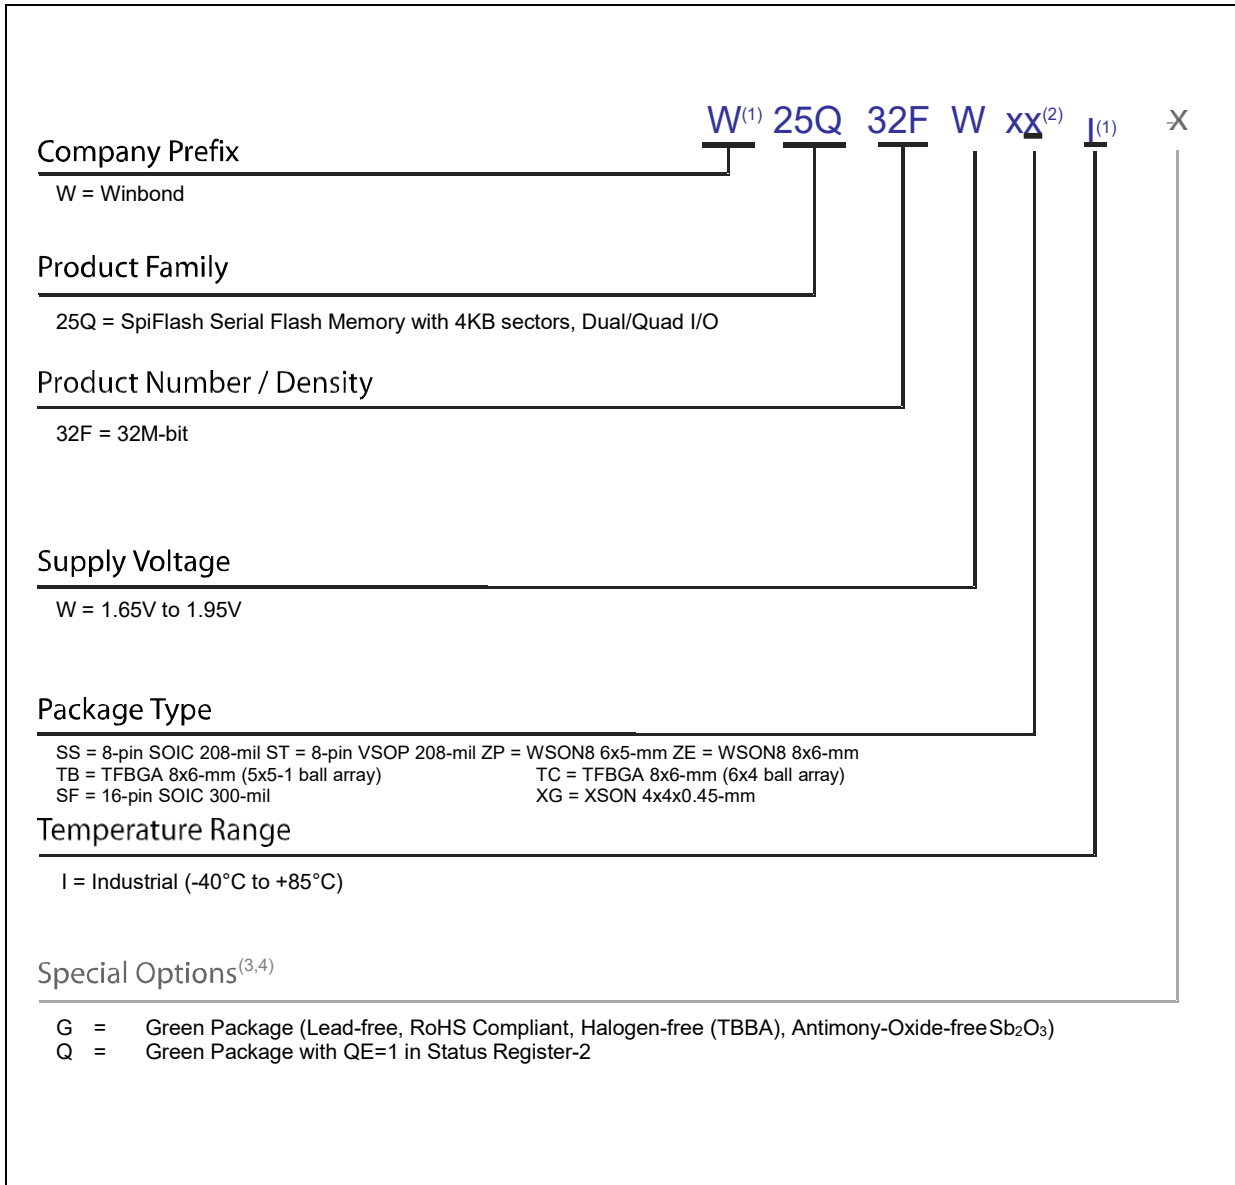 W(1) 25Q 32F W xx(2) I(1) x
Company Prefix
W = Winbond
Product Family
25Q = SpiFlash Serial Flash Memory with 4KB sectors, Dual/Quad I/O
Product Number / Density
32F = 32M-bit
Supply Voltage
W = 1.65V to 1.95V
Package Type
SS = 8-pin SOIC 208-mil ST = 8-pin VSOP 208-mil ZP = WSON8 6x5-mm ZE = WSON8 8x6-mm
TB = TFBGA 8x6-mm (5x5-1 ball array) TC = TFBGA 8x6-mm (6x4 ball array)
SF = 16-pin SOIC 300-mil XG = XSON 4x4x0.45-mm
Temperature Range
I = Industrial (-40°C to +85°C)
Special Options(3,4)
G = Green Package (Lead-free, RoHS Compliant, Halogen-free (TBBA), Antimony-Oxide-free Sb₂O₃)
Q = Green Package with QE=1 in Status Register-2